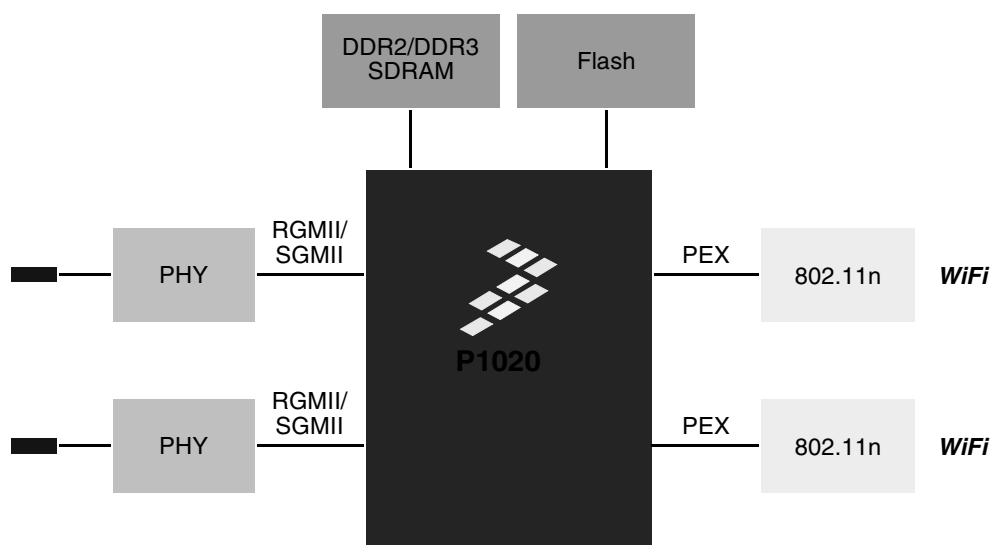 DDR2/DDR3
SDRAM
Flash
RGMII/
SGMII
PHY
PEX
802.11n
WiFi
P1020
RGMII/
SGMII
PHY
PEX
802.11n
WiFi